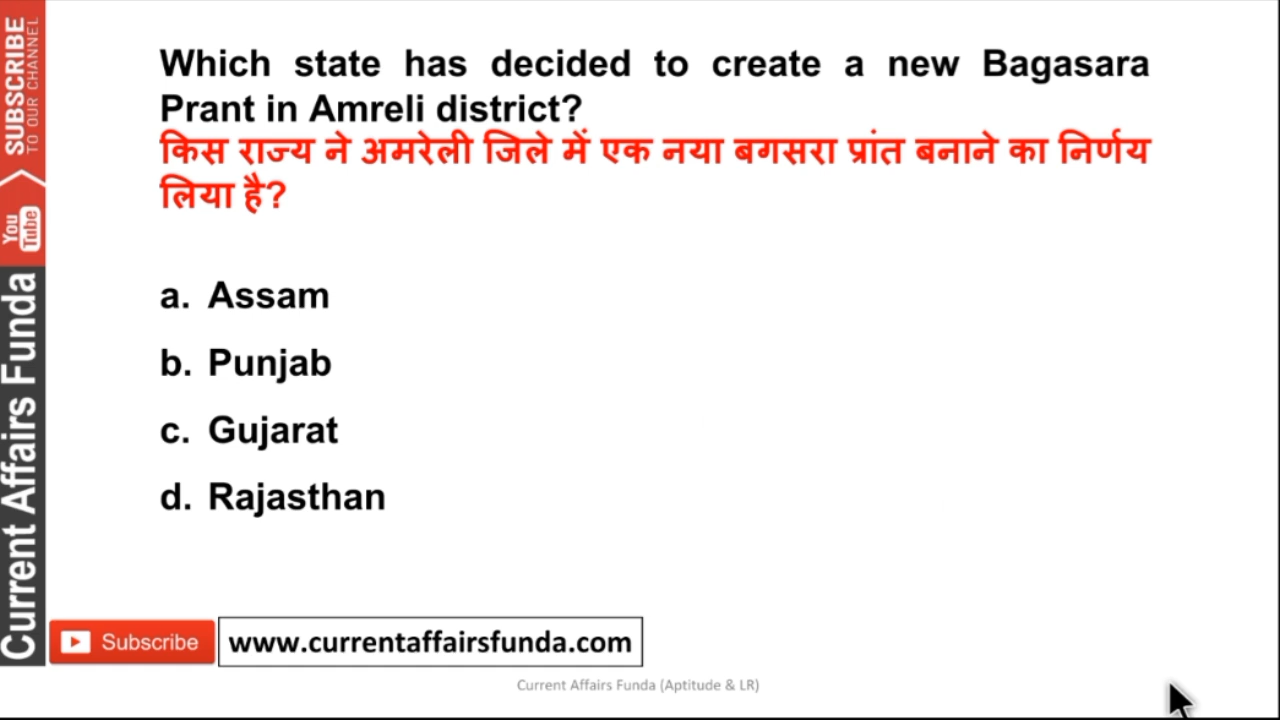 Which state has decided to create a new Bagasara
Prant in Amreli district?
किस राज्य ने अमरेली जिले में एक नया बगसरा प्रांत बनाने का निर्णय
लिया है?
a. Assam
b. Punjab
c. Gujarat
d. Rajasthan
SUBSCRIBE
TO OUR CHANNEL
You
Tube
Current Affairs Funda
Subscribe
www.currentaffairsfunda.com
Current Affairs Funda (Aptitude & LR)